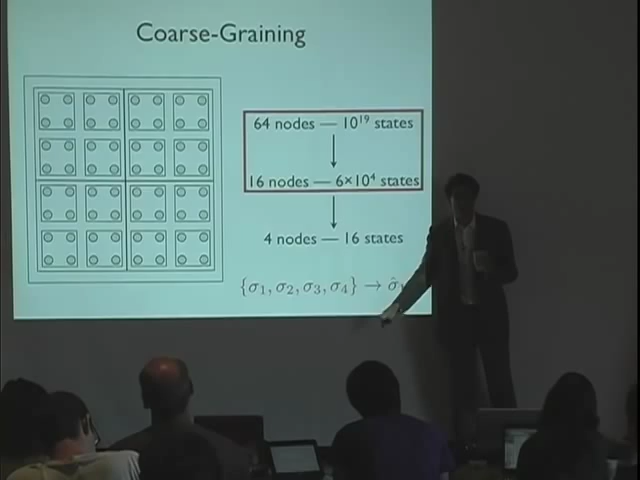 Coarse-Graining
64 nodes — 10¹⁹ states
16 nodes — 6×10⁴ states
4 nodes — 16 states
{σ₁, σ₂, σ₃, σ₄} → σ̂